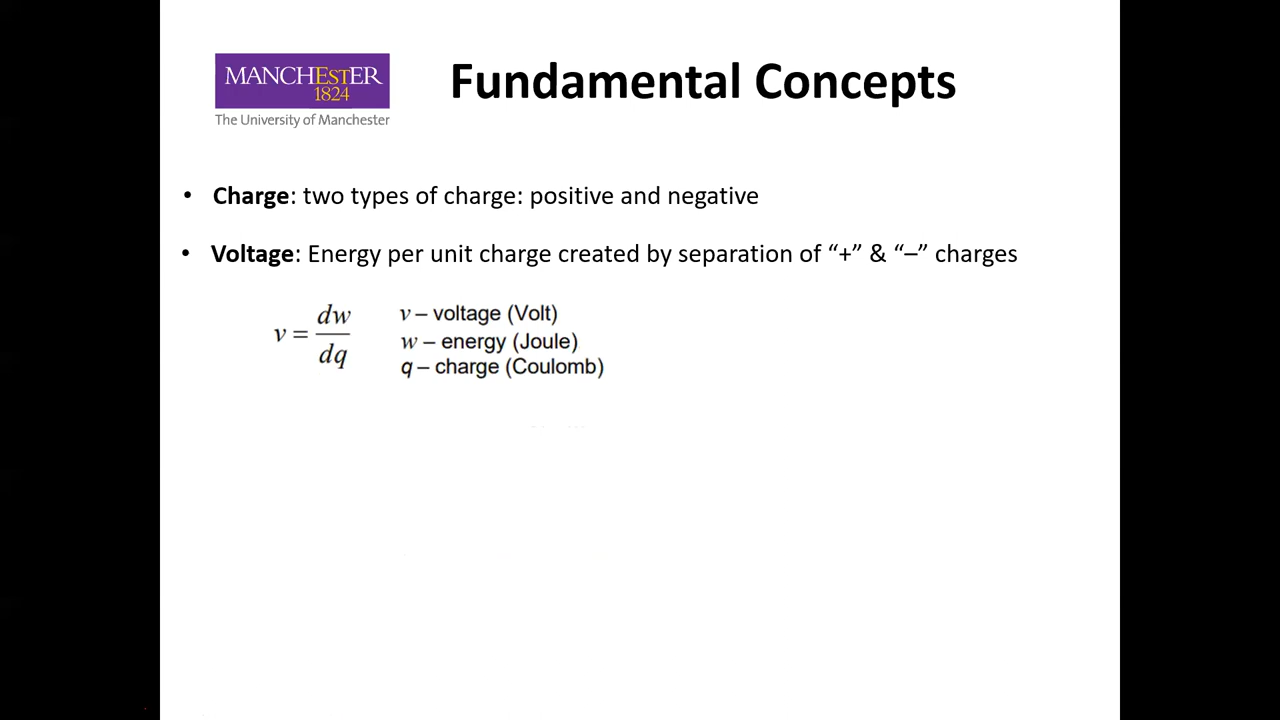 MANCHESTER
1824
The University of Manchester
Fundamental Concepts
• Charge: two types of charge: positive and negative
• Voltage: Energy per unit charge created by separation of “+” & “–” charges
v = dw/dq
v – voltage (Volt)
w – energy (Joule)
q – charge (Coulomb)